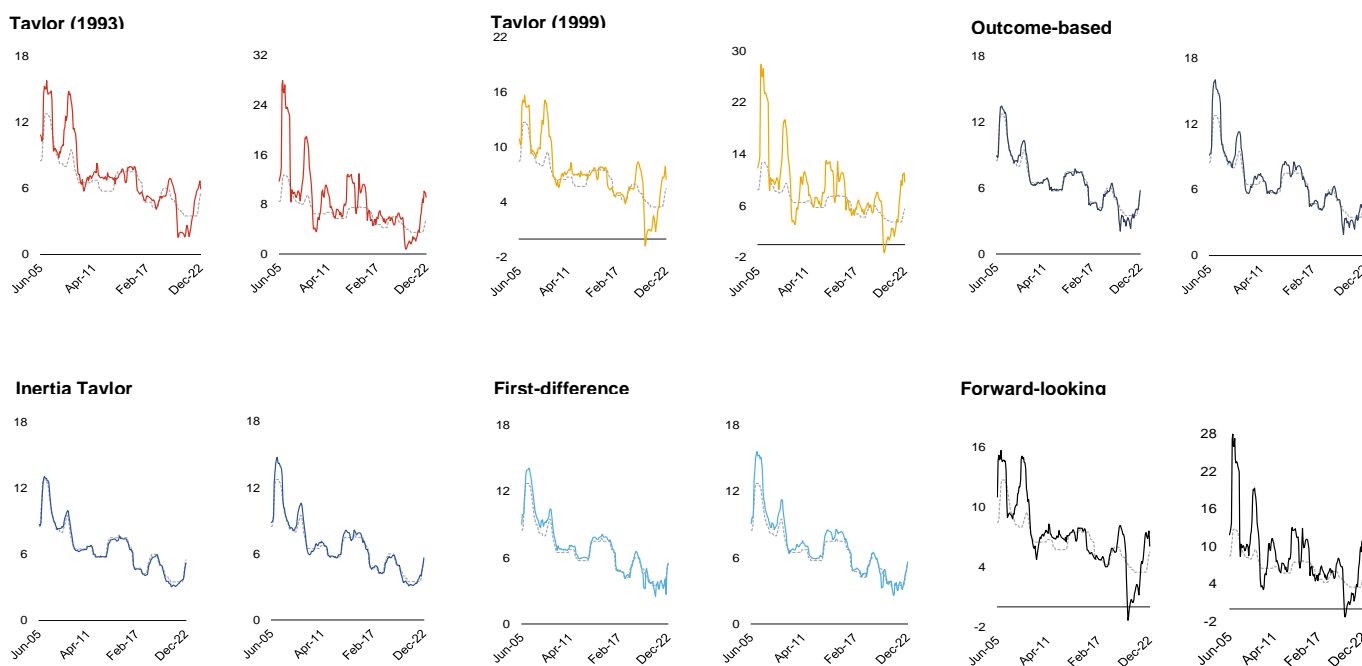 Taylor (1993)
18
12
6
0
Jun-05
Apr-11
Feb-17
Dec-22
32
24
16
8
0
Jun-05
Apr-11
Feb-17
Dec-22
Taylor (1999)
22
16
10
4
-2
Jun-05
Apr-11
Feb-17
Dec-22
30
22
14
6
-2
Jun-05
Apr-11
Feb-17
Dec-22
Outcome-based
18
12
6
0
Jun-05
Apr-11
Feb-17
Dec-22
18
12
6
0
Jun-05
Apr-11
Feb-17
Dec-22
Inertia Taylor
18
12
6
0
Jun-05
Apr-11
Feb-17
Dec-22
18
12
6
0
Jun-05
Apr-11
Feb-17
Dec-22
First-difference
18
12
6
0
Jun-05
Apr-11
Feb-17
Dec-22
18
12
6
0
Jun-05
Apr-11
Feb-17
Dec-22
Forward-looking
16
10
4
-2
Jun-05
Apr-11
Feb-17
Dec-22
28
22
16
10
4
-2
Jun-05
Apr-11
Feb-17
Dec-22